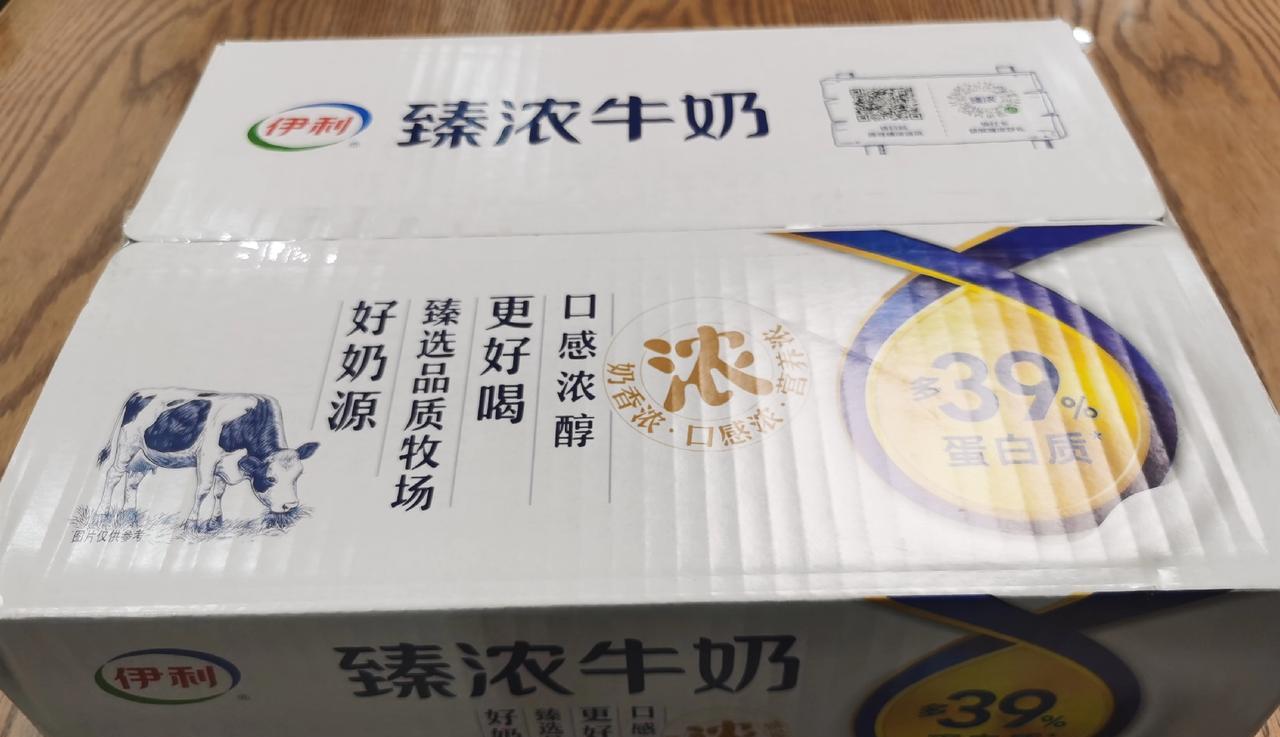 伊利
®
臻浓牛奶
好奶源
臻选品质牧场
更好喝
口感浓醇
浓
奶香浓·口感浓·营养浓
多39%
蛋白质*
图片仅供参考
伊利
®
臻浓牛奶
好奶
臻选
更好
口感
浓
多39%